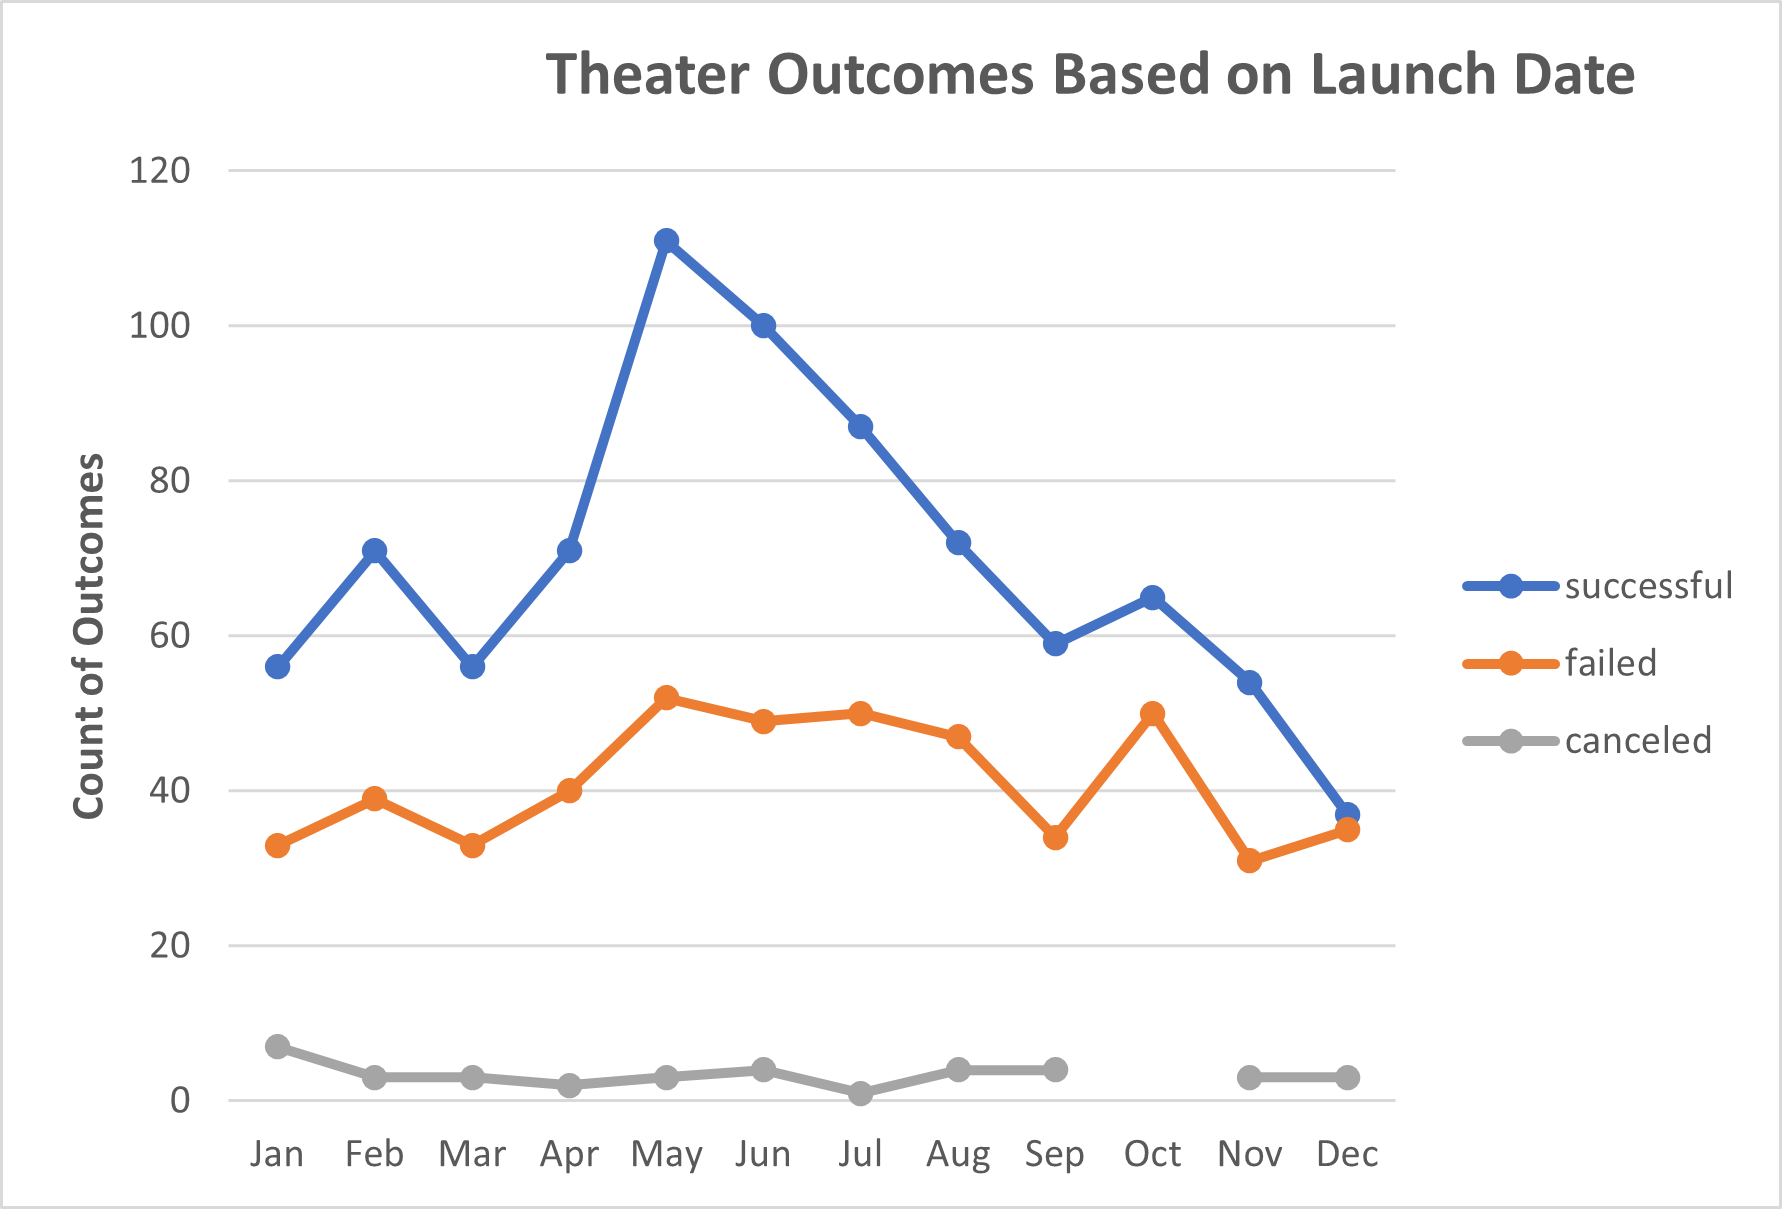 Theater Outcomes Based on Launch Date
Count of Outcomes
120
100
80
60
40
20
0
Jan Feb Mar Apr May Jun Jul Aug Sep Oct Nov Dec
successful
failed
canceled